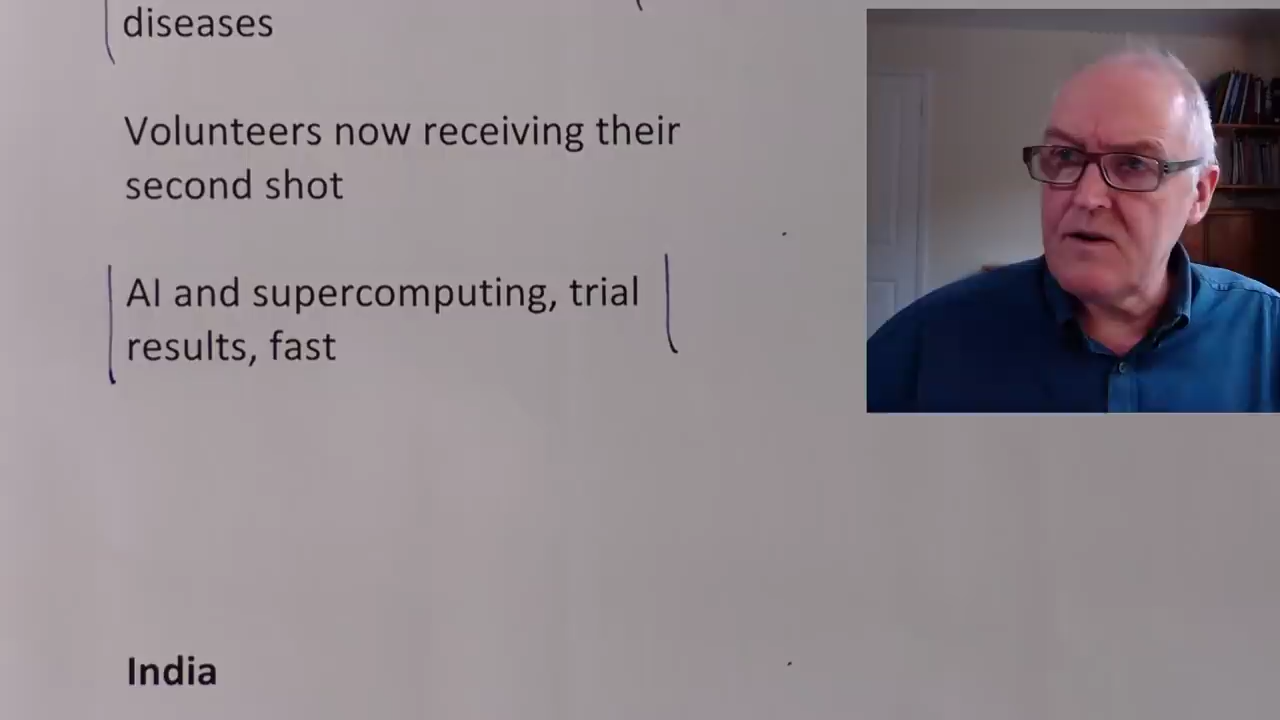 diseases
Volunteers now receiving their
second shot
AI and supercomputing, trial
results, fast
India